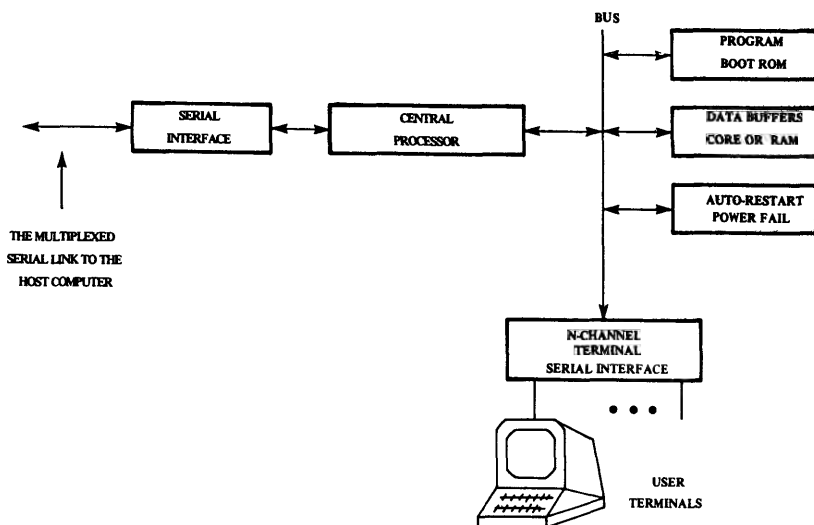 BUS
PROGRAM
BOOT ROM
SERIAL
INTERFACE
CENTRAL
PROCESSOR
DATA BUFFERS
CORE OR RAM
AUTO-RESTART
POWER FAIL
THE MULTIPLEXED
SERIAL LINK TO THE
HOST COMPUTER
N-CHANNEL
TERMINAL
SERIAL INTERFACE
USER
TERMINALS